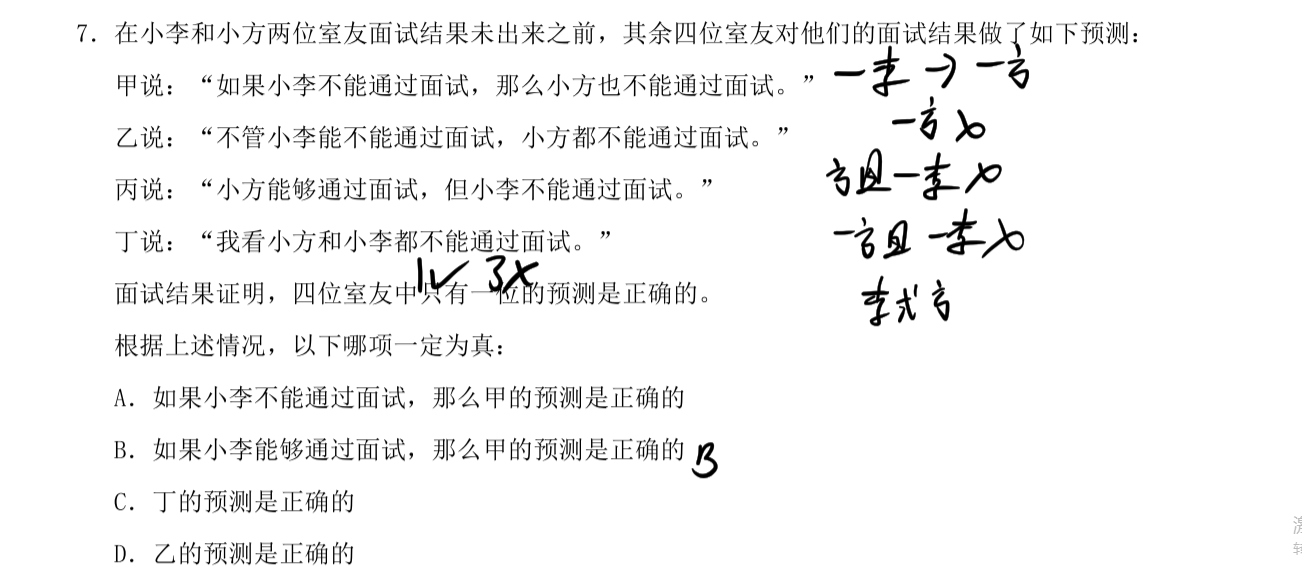 7. 在小李和小方两位室友面试结果未出来之前，其余四位室友对他们的面试结果做了如下预测：
甲说：“如果小李不能通过面试，那么小方也不能通过面试。” －李→－方
乙说：“不管小李能不能通过面试，小方都不能通过面试。” －方×
丙说：“小方能够通过面试，但小李不能通过面试。” 方且－李×
丁说：“我看小方和小李都不能通过面试。” －方且－李×
1✓ 3×
面试结果证明，四位室友中只有一位的预测是正确的。 李或方
根据上述情况，以下哪项一定为真：
A. 如果小李不能通过面试，那么甲的预测是正确的
B. 如果小李能够通过面试，那么甲的预测是正确的 B
C. 丁的预测是正确的
D. 乙的预测是正确的